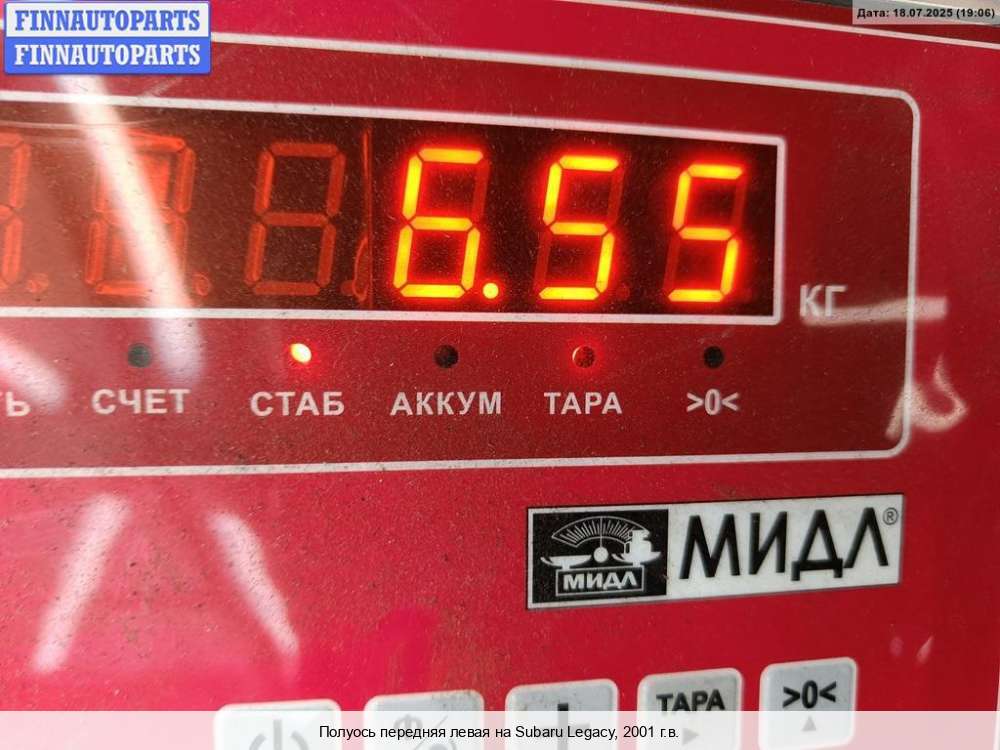 FINNAUTOPARTS
FINNAUTOPARTS
Дата: 18.07.2025 (19:06)
6.55
КГ
СЧЕТ СТАБ АККУМ ТАРА >0<
МИДЛ МИДЛ®
ТАРА >0<
Полуось передняя левая на Subaru Legacy, 2001 г.в.